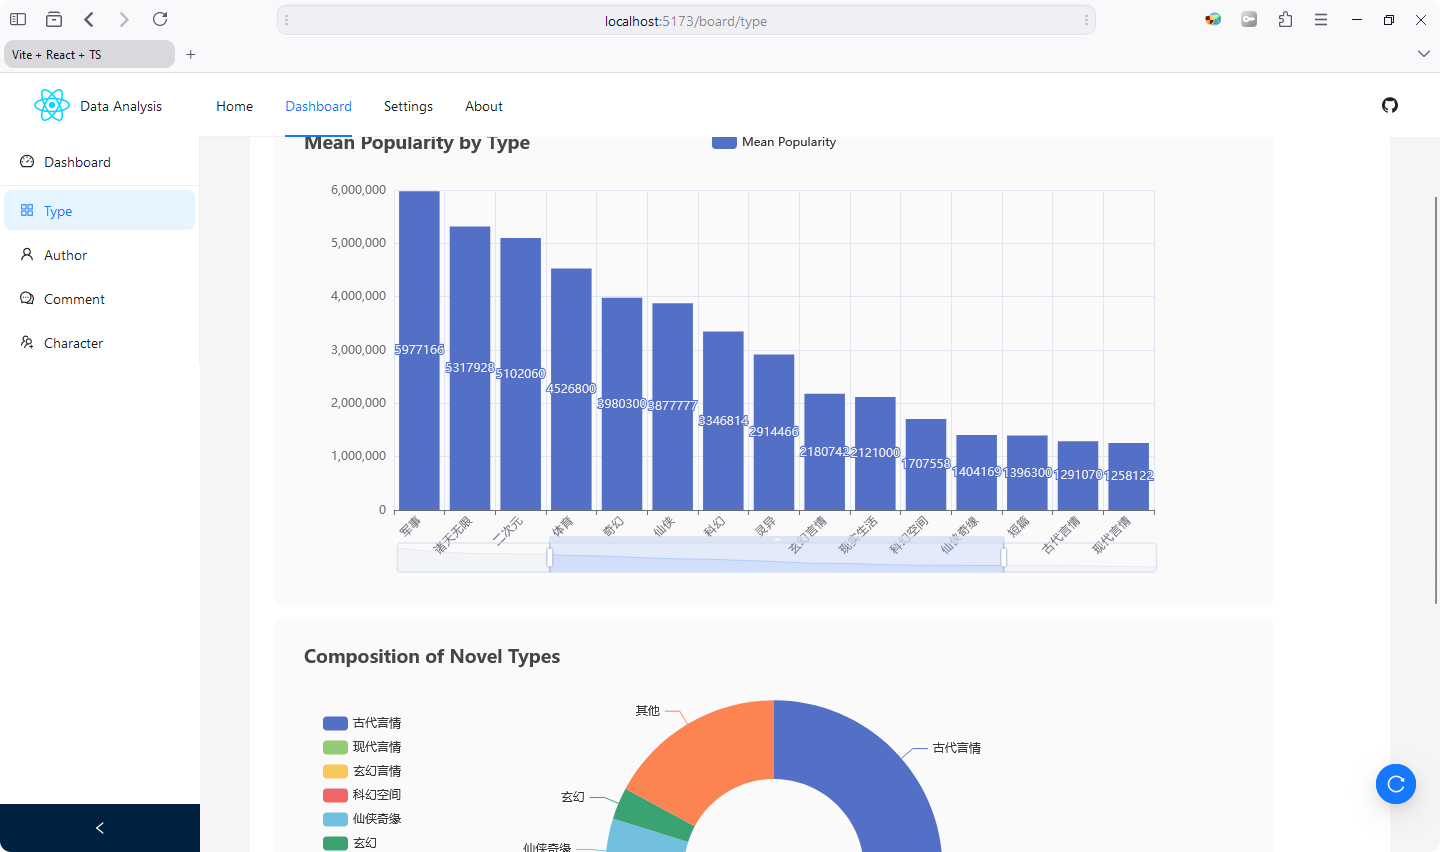 localhost:5173/board/type
Vite + React + TS
Data Analysis
Home
Dashboard
Settings
About
Dashboard
Type
Author
Comment
Character
Mean Popularity by Type
Mean Popularity
6,000,000
5,000,000
4,000,000
3,000,000
2,000,000
1,000,000
0
5977166
5317928
5102060
4526800
3980300
3877777
3346814
2914466
2180742
2121000
1707558
1404169
1396300
1291070
1258122
军事
诸天无限
二次元
体育
奇幻
仙侠
科幻
灵异
玄幻言情
现实生活
科幻空间
仙侠奇缘
短篇
古代言情
现代言情
Composition of Novel Types
古代言情
现代言情
玄幻言情
科幻空间
仙侠奇缘
玄幻
其他
古代言情
玄幻
仙侠奇缘